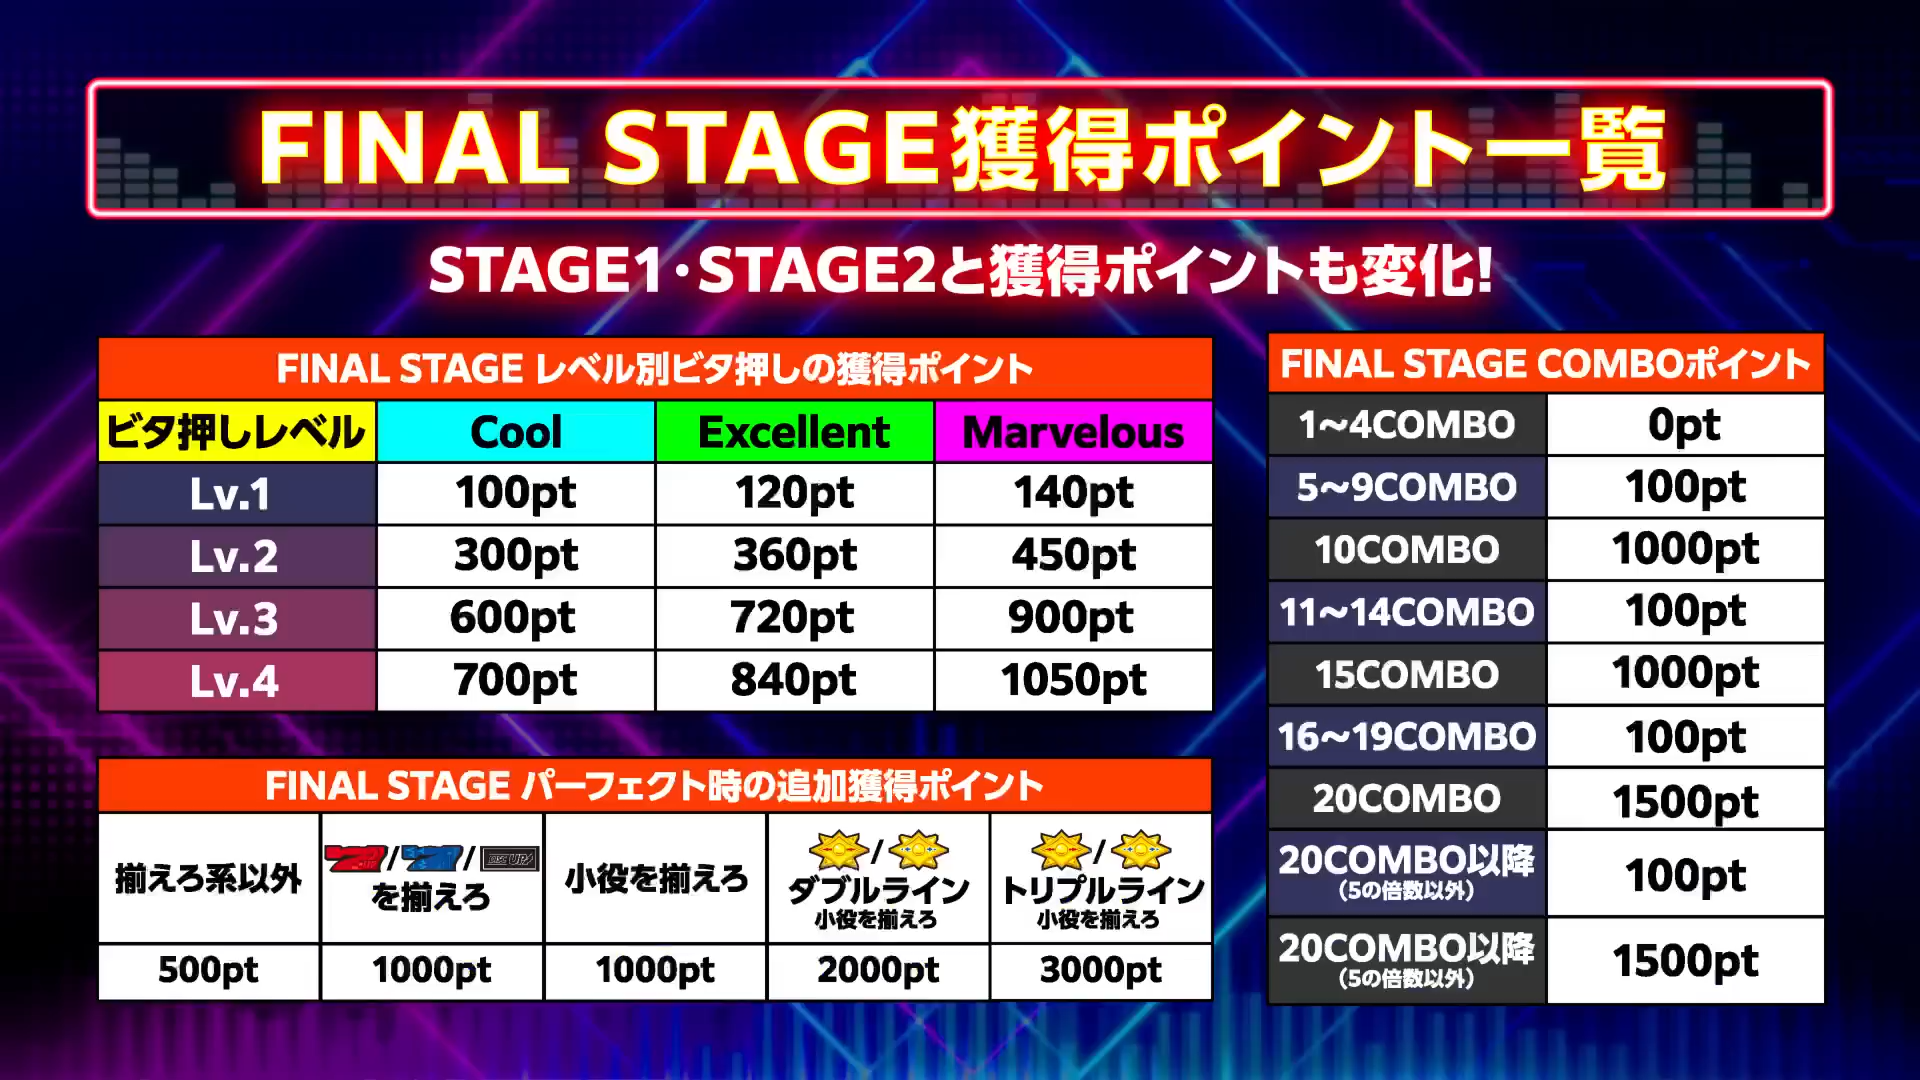 FINAL STAGE獲得ポイント一覧
STAGE1・STAGE2と獲得ポイントも変化!
FINAL STAGE レベル別ビタ押しの獲得ポイント
ビタ押しレベル Cool Excellent Marvelous
Lv.1 100pt 120pt 140pt
Lv.2 300pt 360pt 450pt
Lv.3 600pt 720pt 900pt
Lv.4 700pt 840pt 1050pt
FINAL STAGE パーフェクト時の追加獲得ポイント
揃えろ系以外
7/7/DISC UP
を揃えろ
小役を揃えろ
/
ダブルライン
小役を揃えろ
/
トリプルライン
小役を揃えろ
500pt 1000pt 1000pt 2000pt 3000pt
FINAL STAGE COMBOポイント
1~4COMBO 0pt
5~9COMBO 100pt
10COMBO 1000pt
11~14COMBO 100pt
15COMBO 1000pt
16~19COMBO 100pt
20COMBO 1500pt
20COMBO以降
(5の倍数以外)
100pt
20COMBO以降
(5の倍数以外)
1500pt